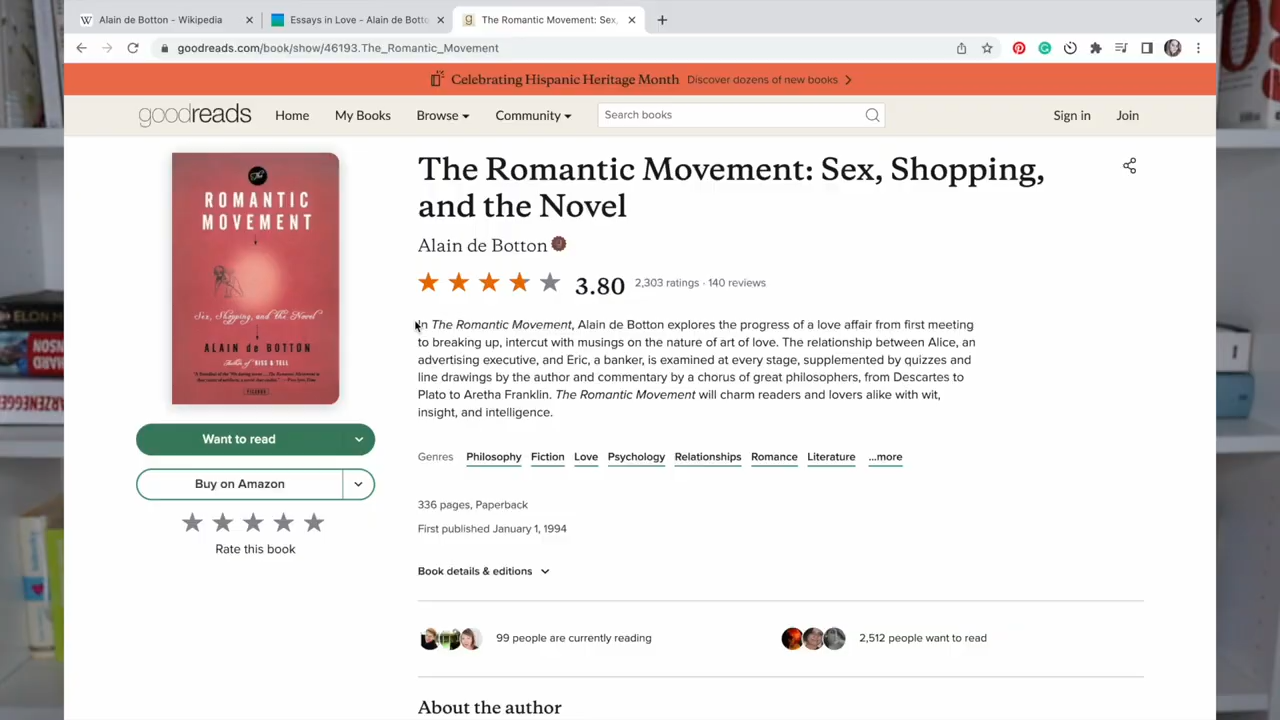 Alain de Botton - Wikipedia
Essays in Love - Alain de Botto
The Romantic Movement: Sex,
goodreads.com/book/show/46193.The_Romantic_Movement
Celebrating Hispanic Heritage Month Discover dozens of new books
goodreads Home My Books Browse Community Search books Sign in Join
The
ROMANTIC
MOVEMENT
Sex, Shopping, and the Novel
ALAIN de BOTTON
Author of KISS & TELL
The Romantic Movement: Sex, Shopping,
and the Novel
Alain de Botton
3.80 2,303 ratings · 140 reviews
In The Romantic Movement, Alain de Botton explores the progress of a love affair from first meeting
to breaking up, intercut with musings on the nature of art of love. The relationship between Alice, an
advertising executive, and Eric, a banker, is examined at every stage, supplemented by quizzes and
line drawings by the author and commentary by a chorus of great philosophers, from Descartes to
Plato to Aretha Franklin. The Romantic Movement will charm readers and lovers alike with wit,
insight, and intelligence.
Want to read
Buy on Amazon
Rate this book
Genres Philosophy Fiction Love Psychology Relationships Romance Literature ...more
336 pages, Paperback
First published January 1, 1994
Book details & editions
99 people are currently reading
2,512 people want to read
About the author
ELON M
ARZENEGGE